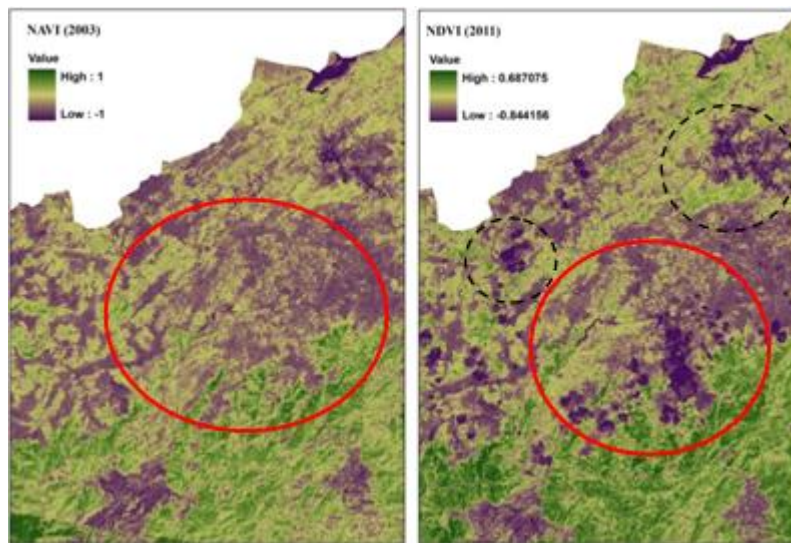 NAVI (2003)
Value
High : 1
Low : -1
NDVI (2011)
Value
High : 0.687075
Low : -0.844156